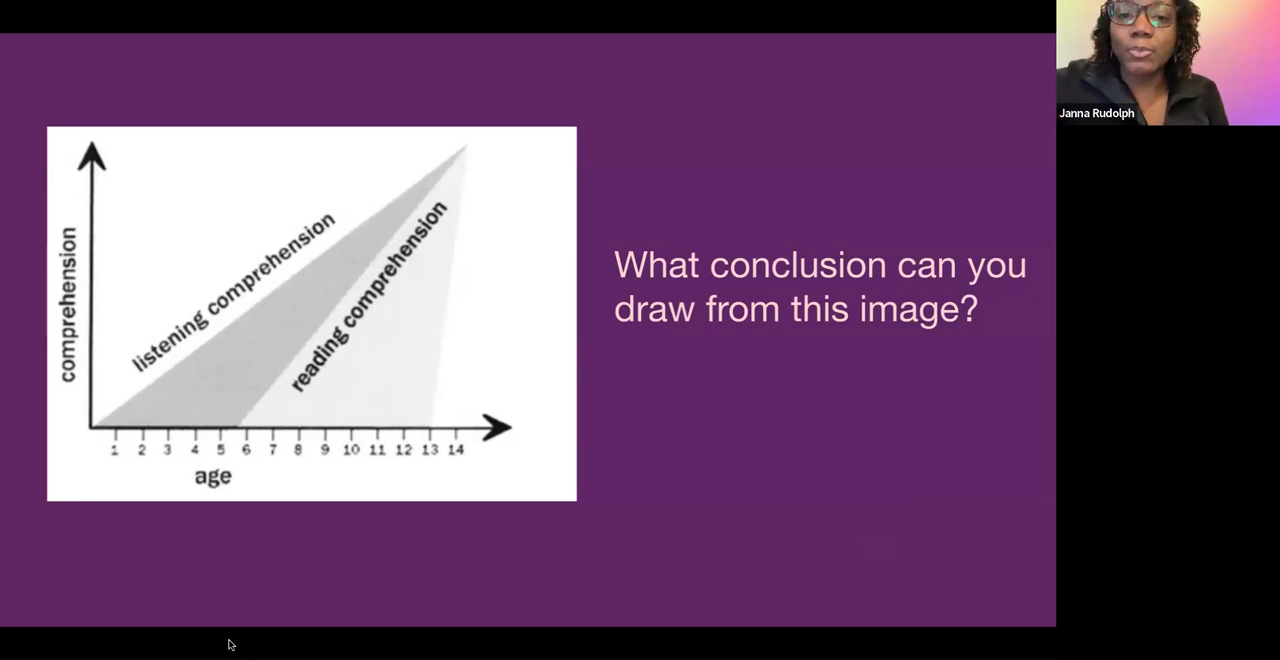 What conclusion can you
draw from this image?
comprehension
listening comprehension
reading comprehension
1 2 3 4 5 6 7 8 9 10 11 12 13 14
age
Janna Rudolph